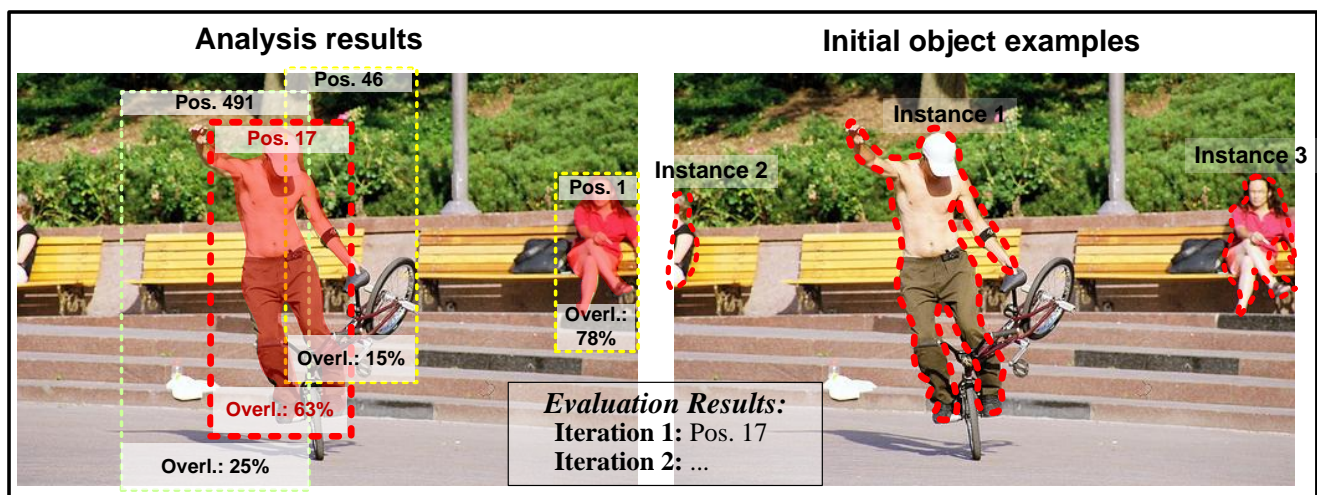 Analysis results
Initial object examples
Pos. 46
Pos. 491
Pos. 17
Pos. 1
Overl.: 78%
Overl.: 15%
Overl.: 63%
Overl.: 25%
Instance 1
Instance 2
Instance 3
Evaluation Results:
Iteration 1: Pos. 17
Iteration 2: ...